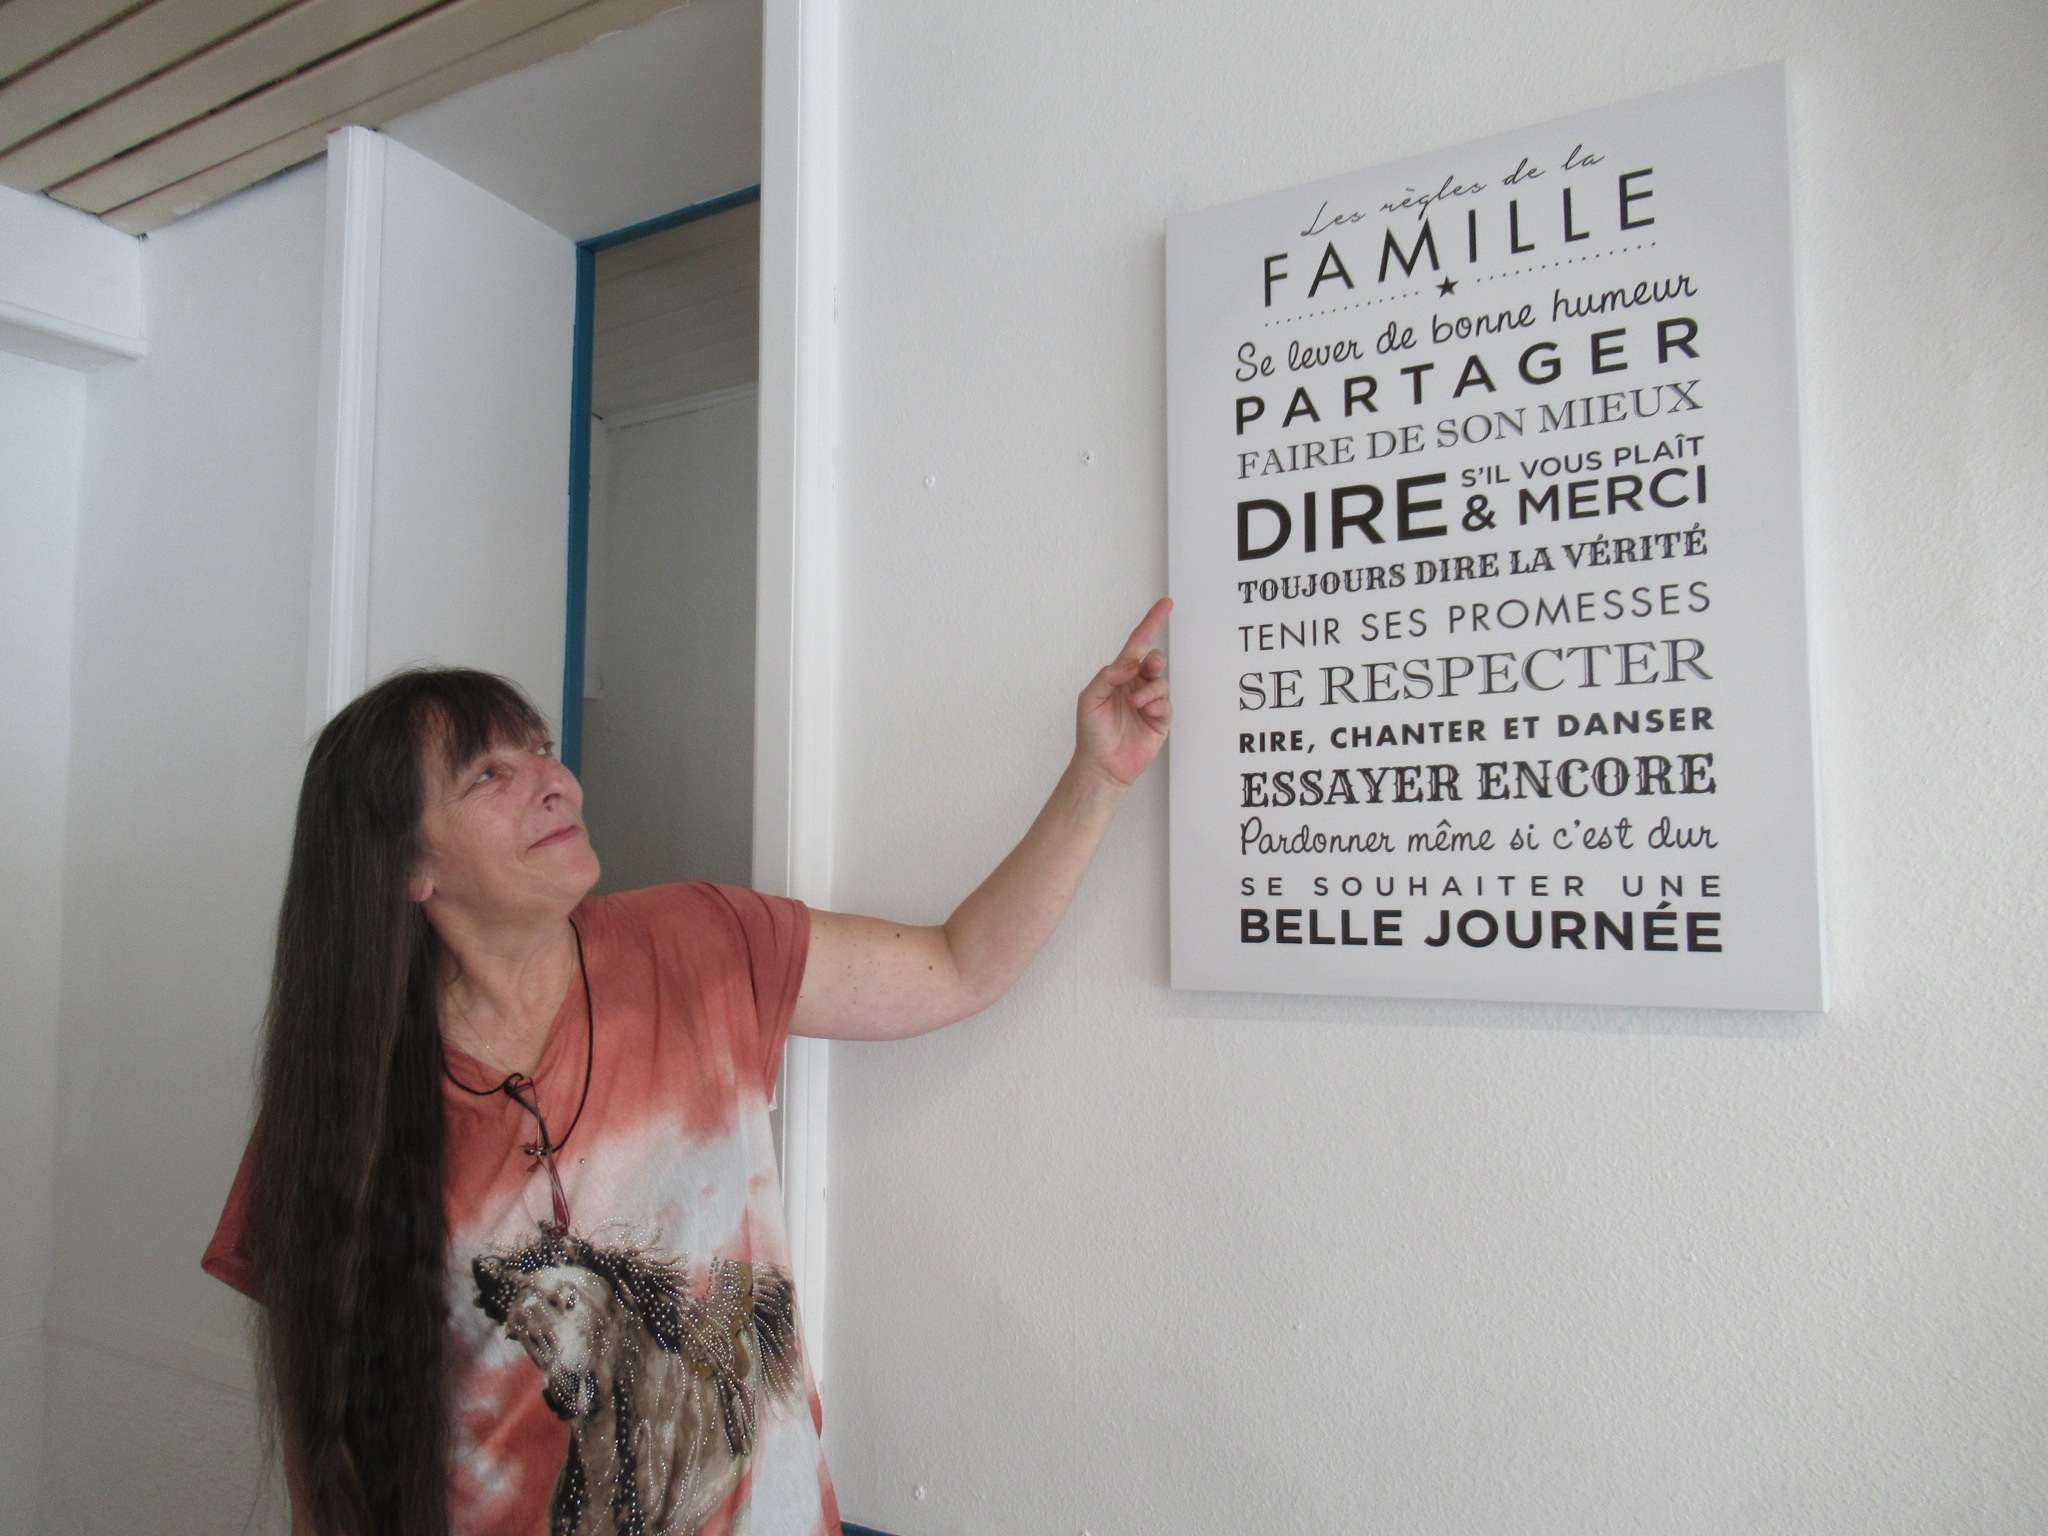 Les règles de la
FAMILLE
Se lever de bonne humeur
PARTAGER
FAIRE DE SON MIEUX
DIRE S'IL VOUS PLAÎT
& MERCI
TOUJOURS DIRE LA VÉRITÉ
TENIR SES PROMESSES
SE RESPECTER
RIRE, CHANTER ET DANSER
ESSAYER ENCORE
Pardonner même si c'est dur
SE SOUHAITER UNE
BELLE JOURNÉE